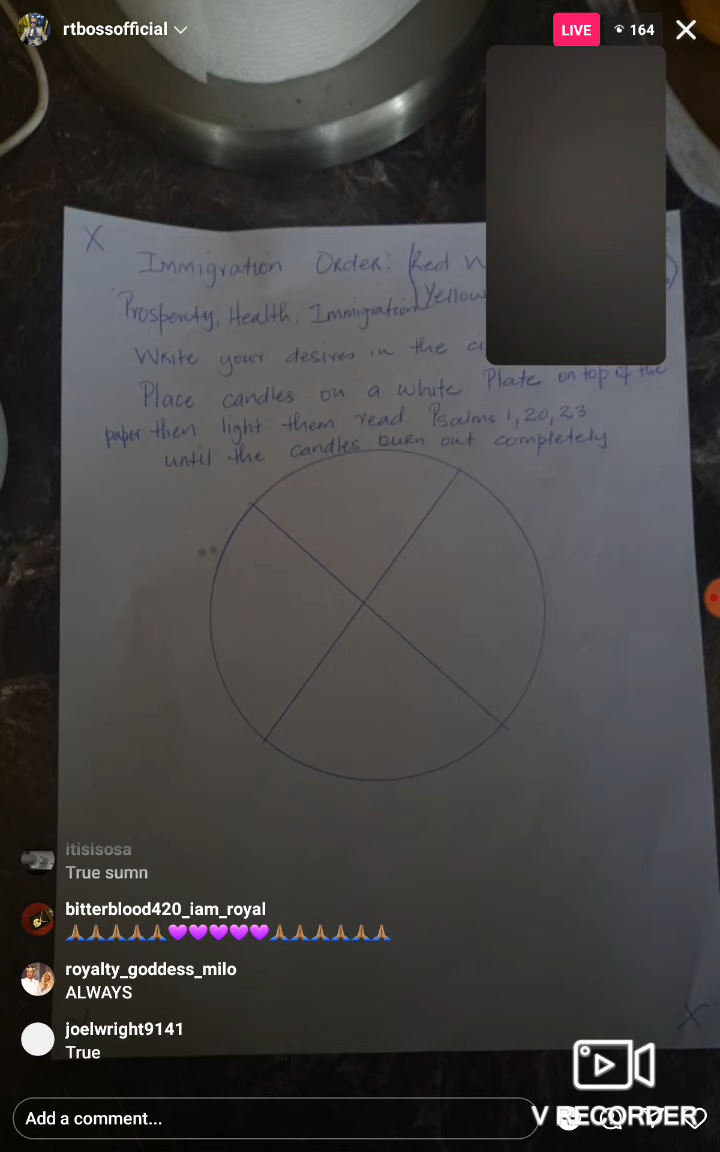 rtbossofficial
LIVE
164
X
Immigration Order: (Red
Prosperity, Health, Immigration Yellow
Write your desires in the
Place candles on a white Plate on top of the
paper then light them read Psalms 1, 20, 23
until the candles burn out completely
X
itisisosa
True sumn
bitterblood420_iam_royal
🙏🏽🙏🏽🙏🏽🙏🏽🙏🏽💜💜💜💜💜🙏🏽🙏🏽🙏🏽🙏🏽🙏🏽🙏🏽
royalty_goddess_milo
ALWAYS
joelwright9141
True
Add a comment...
V RECORDER